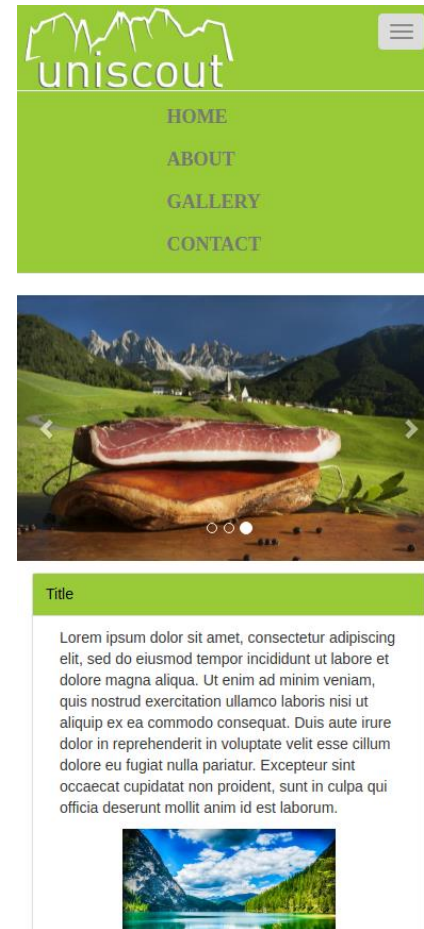 uniscout
HOME
ABOUT
GALLERY
CONTACT
Title
Lorem ipsum dolor sit amet, consectetur adipiscing
elit, sed do eiusmod tempor incididunt ut labore et
dolore magna aliqua. Ut enim ad minim veniam,
quis nostrud exercitation ullamco laboris nisi ut
aliquip ex ea commodo consequat. Duis aute irure
dolor in reprehenderit in voluptate velit esse cillum
dolore eu fugiat nulla pariatur. Excepteur sint
occaecat cupidatat non proident, sunt in culpa qui
officia deserunt mollit anim id est laborum.